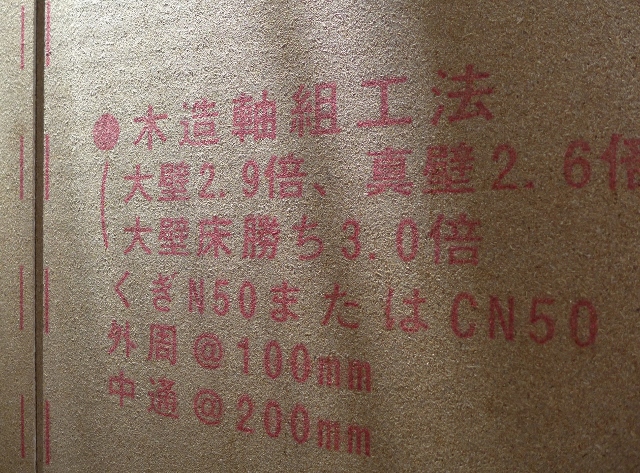 ●木造軸組工法
大壁2.9倍、真壁2.6倍
大壁床勝ち3.0倍
くぎN50またはCN50
外周@100mm
中通@200mm